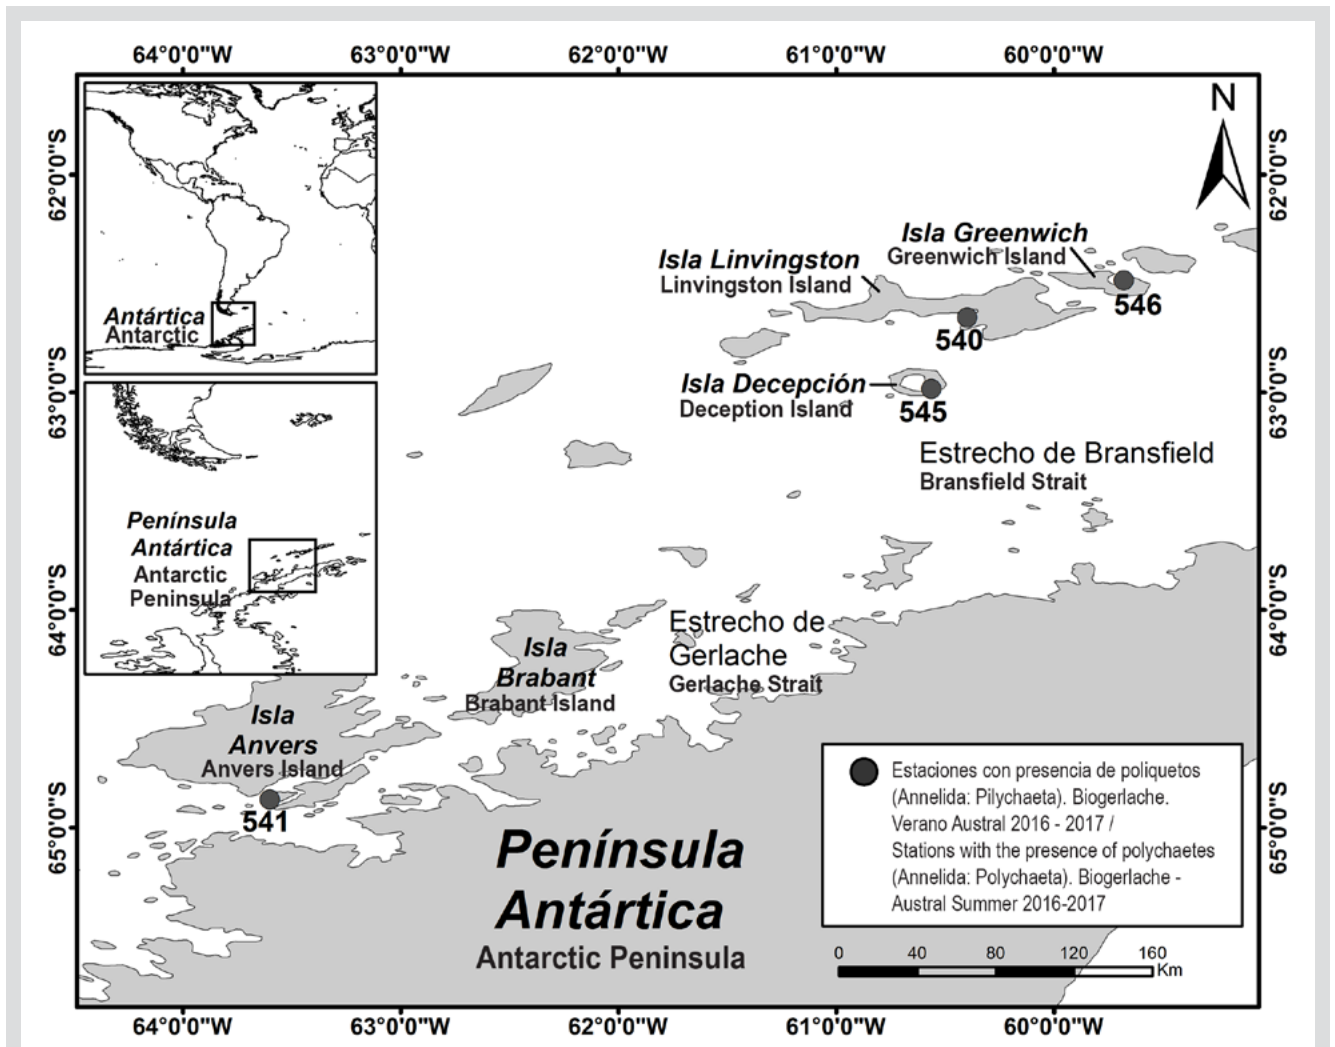 64°0'0"W 63°0'0"W 62°0'0"W 61°0'0"W 60°0'0"W
62°0'0"S
63°0'0"S
64°0'0"S
65°0'0"S
Antártica
Antarctic
Península
Antártica
Antarctic
Peninsula
N
Isla Greenwich
Greenwich Island
546
Isla Linvingston
Linvingston Island
540
Isla Decepción
Deception Island
545
Estrecho de Bransfield
Bransfield Strait
Estrecho de
Gerlache
Gerlache Strait
Isla
Brabant
Brabant Island
Isla
Anvers
Anvers Island
541
Península
Antártica
Antarctic Peninsula
Estaciones con presencia de poliquetos
(Annelida: Pilychaeta). Biogerlache.
Verano Austral 2016 - 2017 /
Stations with the presence of polychaetes
(Annelida: Polychaeta). Biogerlache -
Austral Summer 2016-2017
0 40 80 120 160
Km
62°0'0"S
63°0'0"S
64°0'0"S
65°0'0"S
64°0'0"W 63°0'0"W 62°0'0"W 61°0'0"W 60°0'0"W